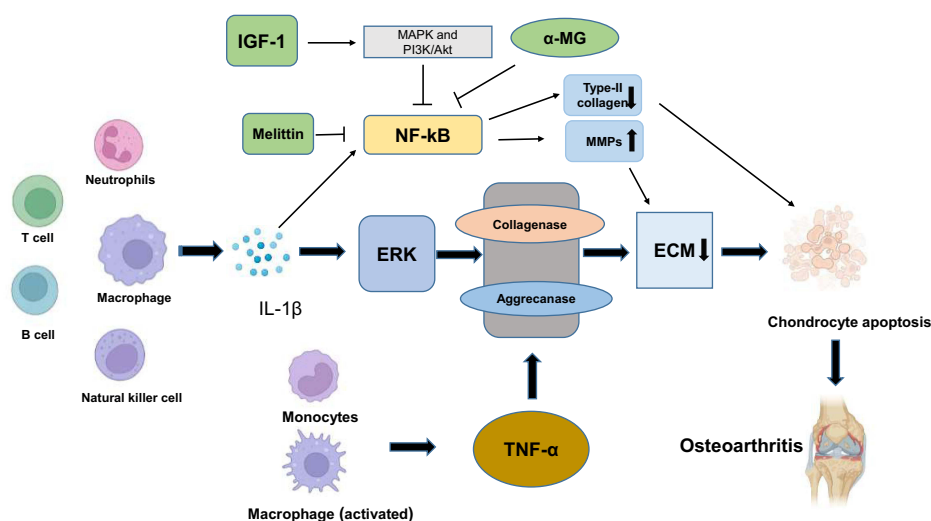 IGF-1
MAPK and
PI3K/Akt
α-MG
Type-II
collagen
Melittin
NF-kB
MMPs
Neutrophils
T cell
Collagenase
ERK
ECM
Macrophage
IL-1β
Aggrecanase
B cell
Chondrocyte apoptosis
Natural killer cell
Monocytes
TNF-α
Osteoarthritis
Macrophage (activated)